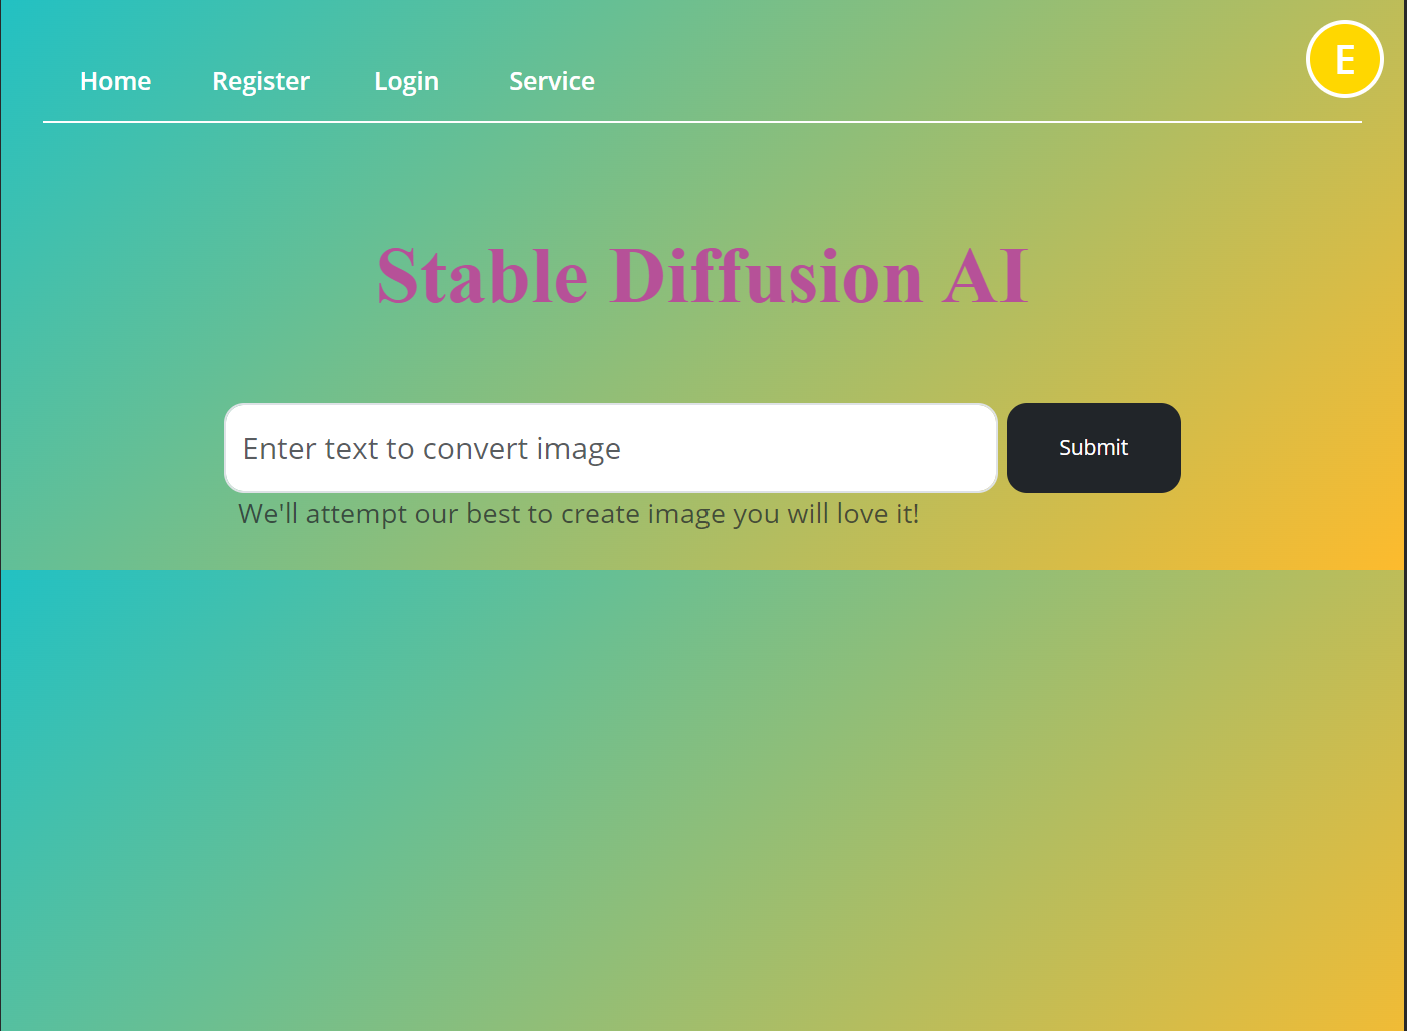 Home Register Login Service
E
Stable Diffusion AI
Enter text to convert image
Submit
We'll attempt our best to create image you will love it!